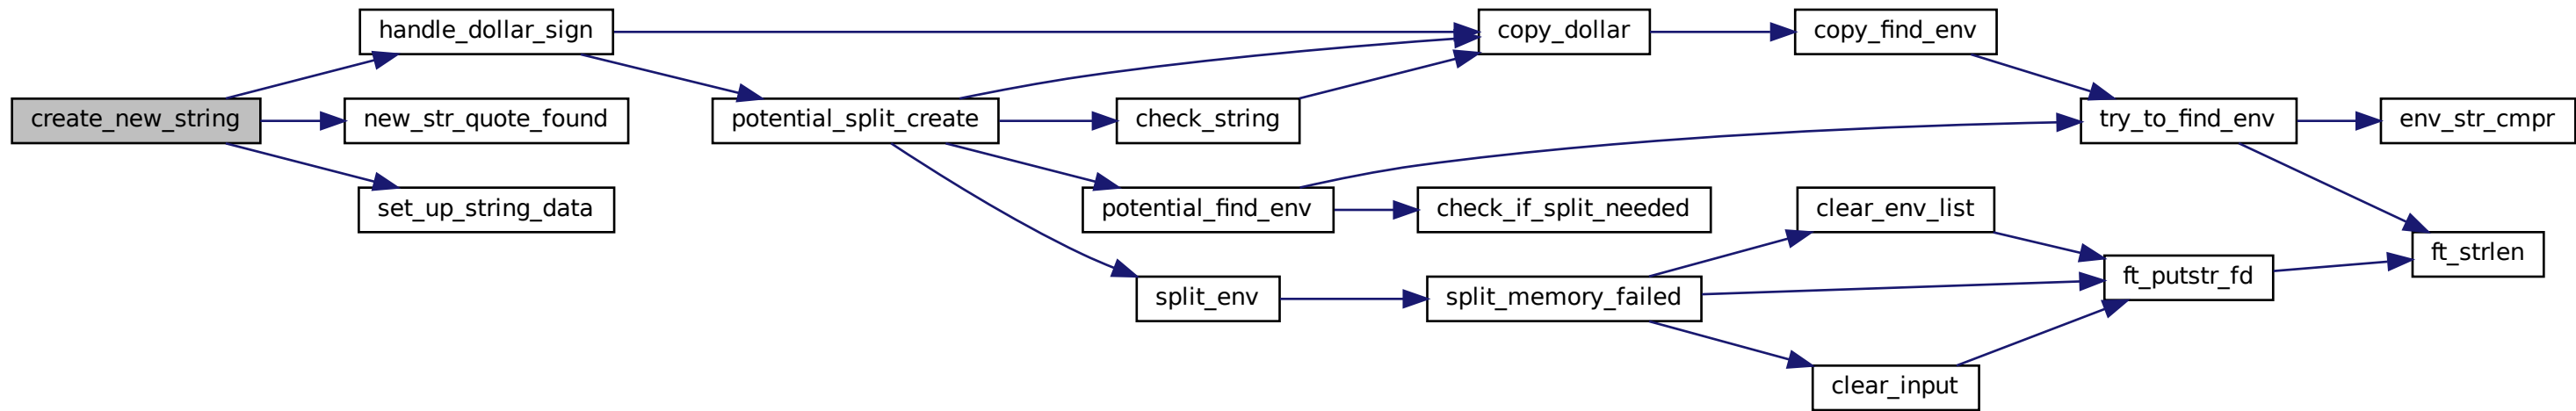 handle_dollar_sign
copy_dollar
copy_find_env
create_new_string
new_str_quote_found
potential_split_create
check_string
try_to_find_env
env_str_cmpr
set_up_string_data
potential_find_env
check_if_split_needed
clear_env_list
ft_strlen
split_env
split_memory_failed
ft_putstr_fd
clear_input